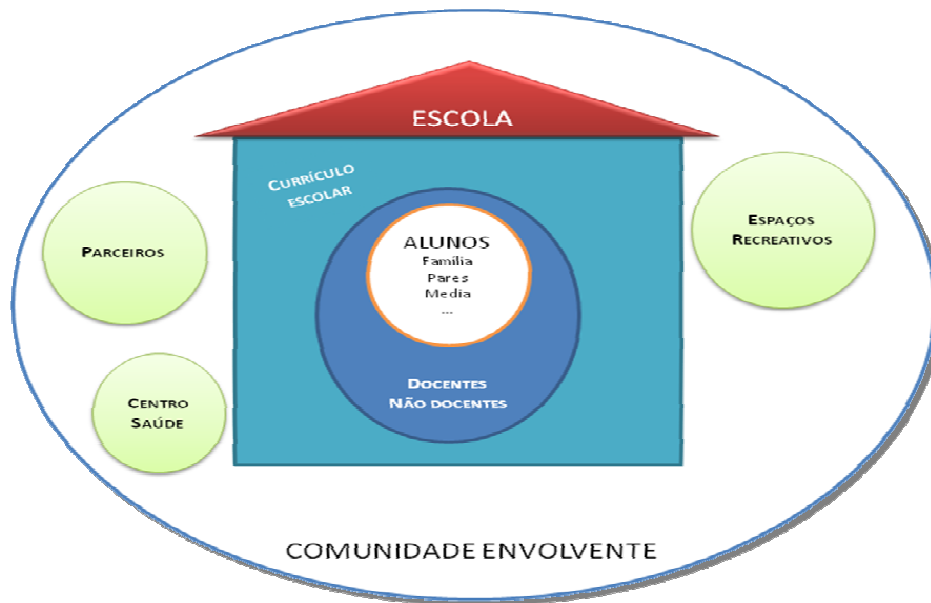 ESCOLA
CURRÍCULO
ESCOLAR
ALUNOS
Família
Pares
Media
...
DOCENTES
NÃO DOCENTES
PARCEIROS
CENTRO
SAÚDE
ESPAÇOS
RECREATIVOS
COMUNIDADE ENVOLVENTE